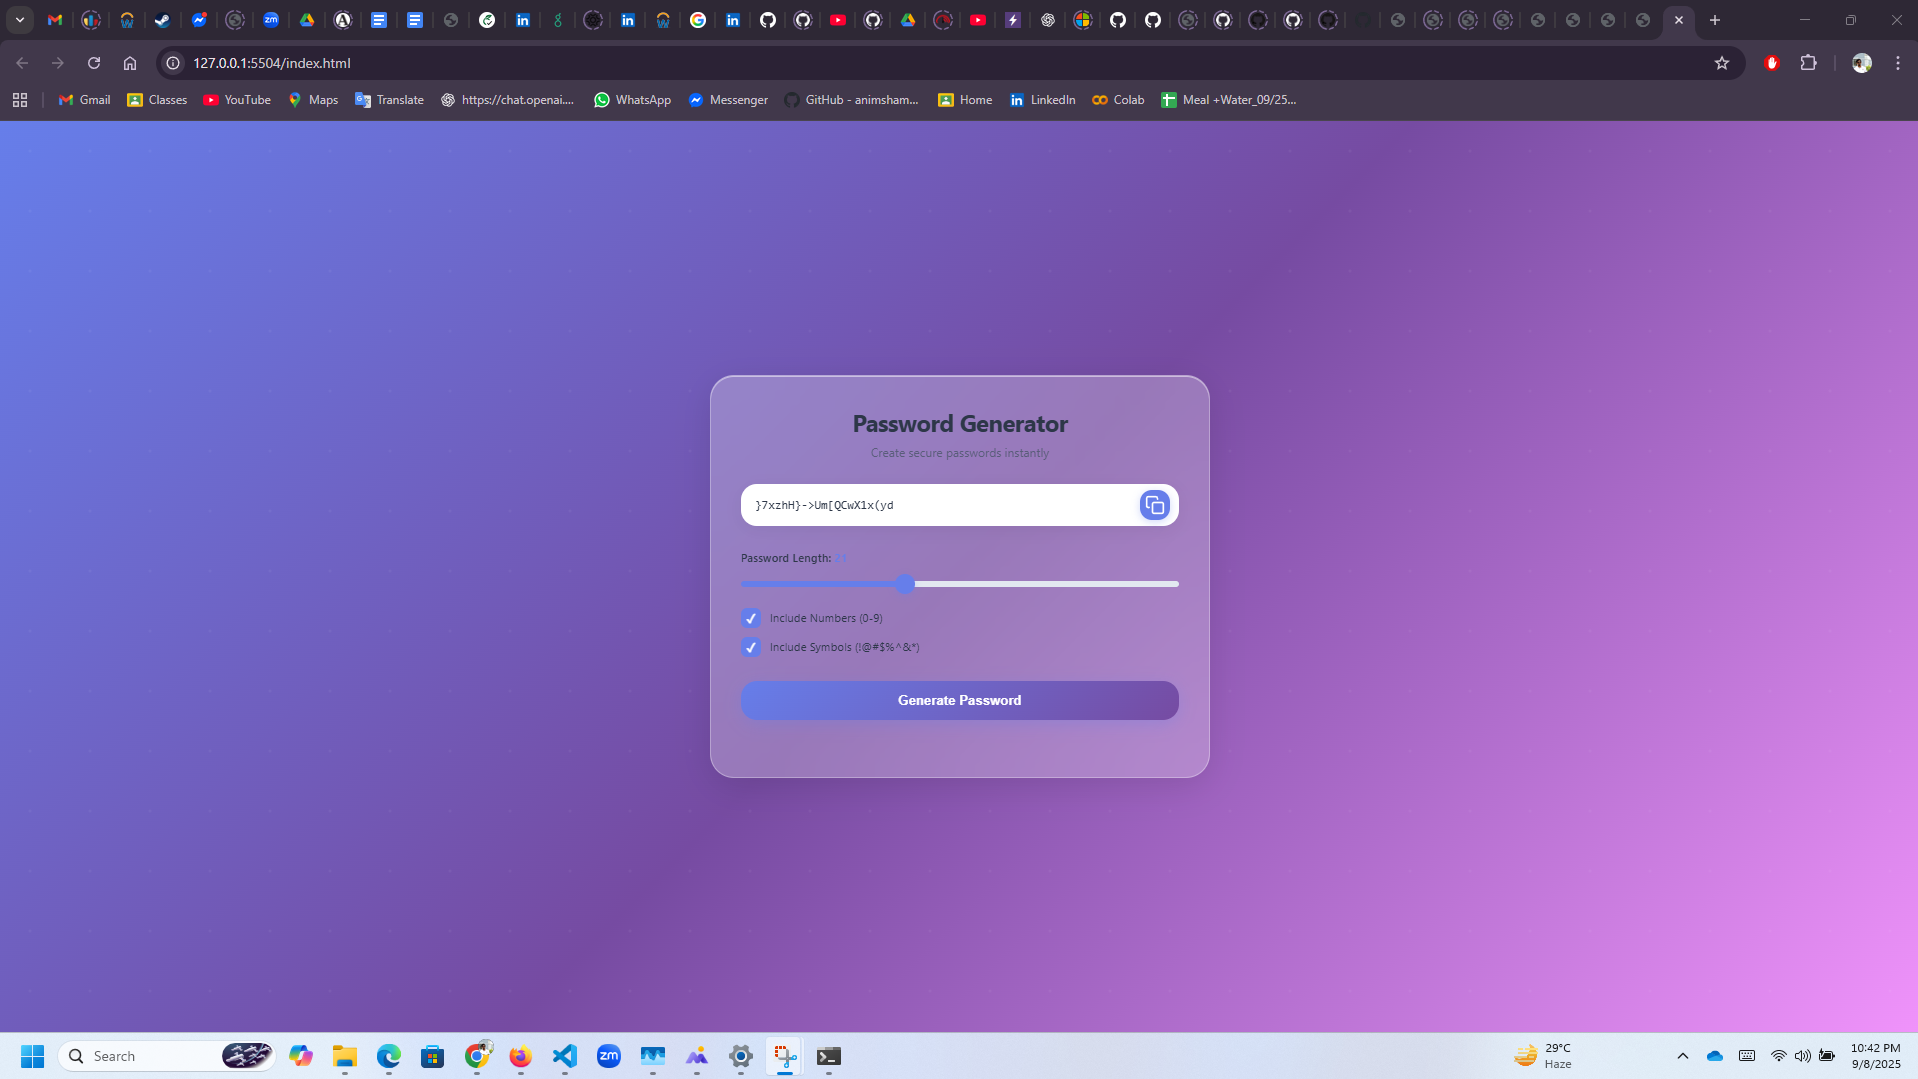 127.0.0.1:5504/index.html
Gmail Classes YouTube Maps Translate https://chat.openai.... WhatsApp Messenger GitHub - animsham... Home LinkedIn Colab Meal +Water_09/25...
Password Generator
Create secure passwords instantly
}7xzhH}->Um[QCwX1x(yd
Password Length: 21
Include Numbers (0-9)
Include Symbols (!@#$%^&*)
Generate Password
Search
29°C
Haze
10:42 PM
9/8/2025